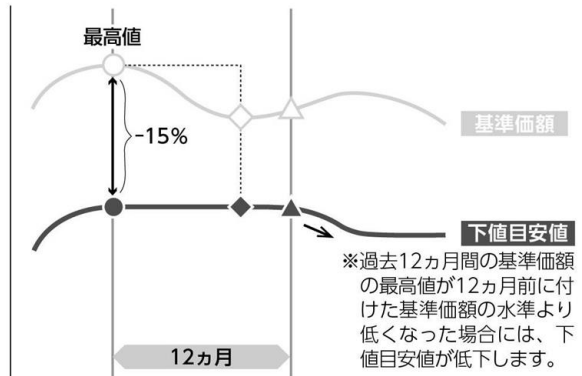 最高値
-15%
基準価額
下値目安値
※過去12ヵ月間の基準価額
の最高値が12ヵ月前に付
けた基準価額の水準より
低くなった場合には、下
値目安値が低下します。
12ヵ月